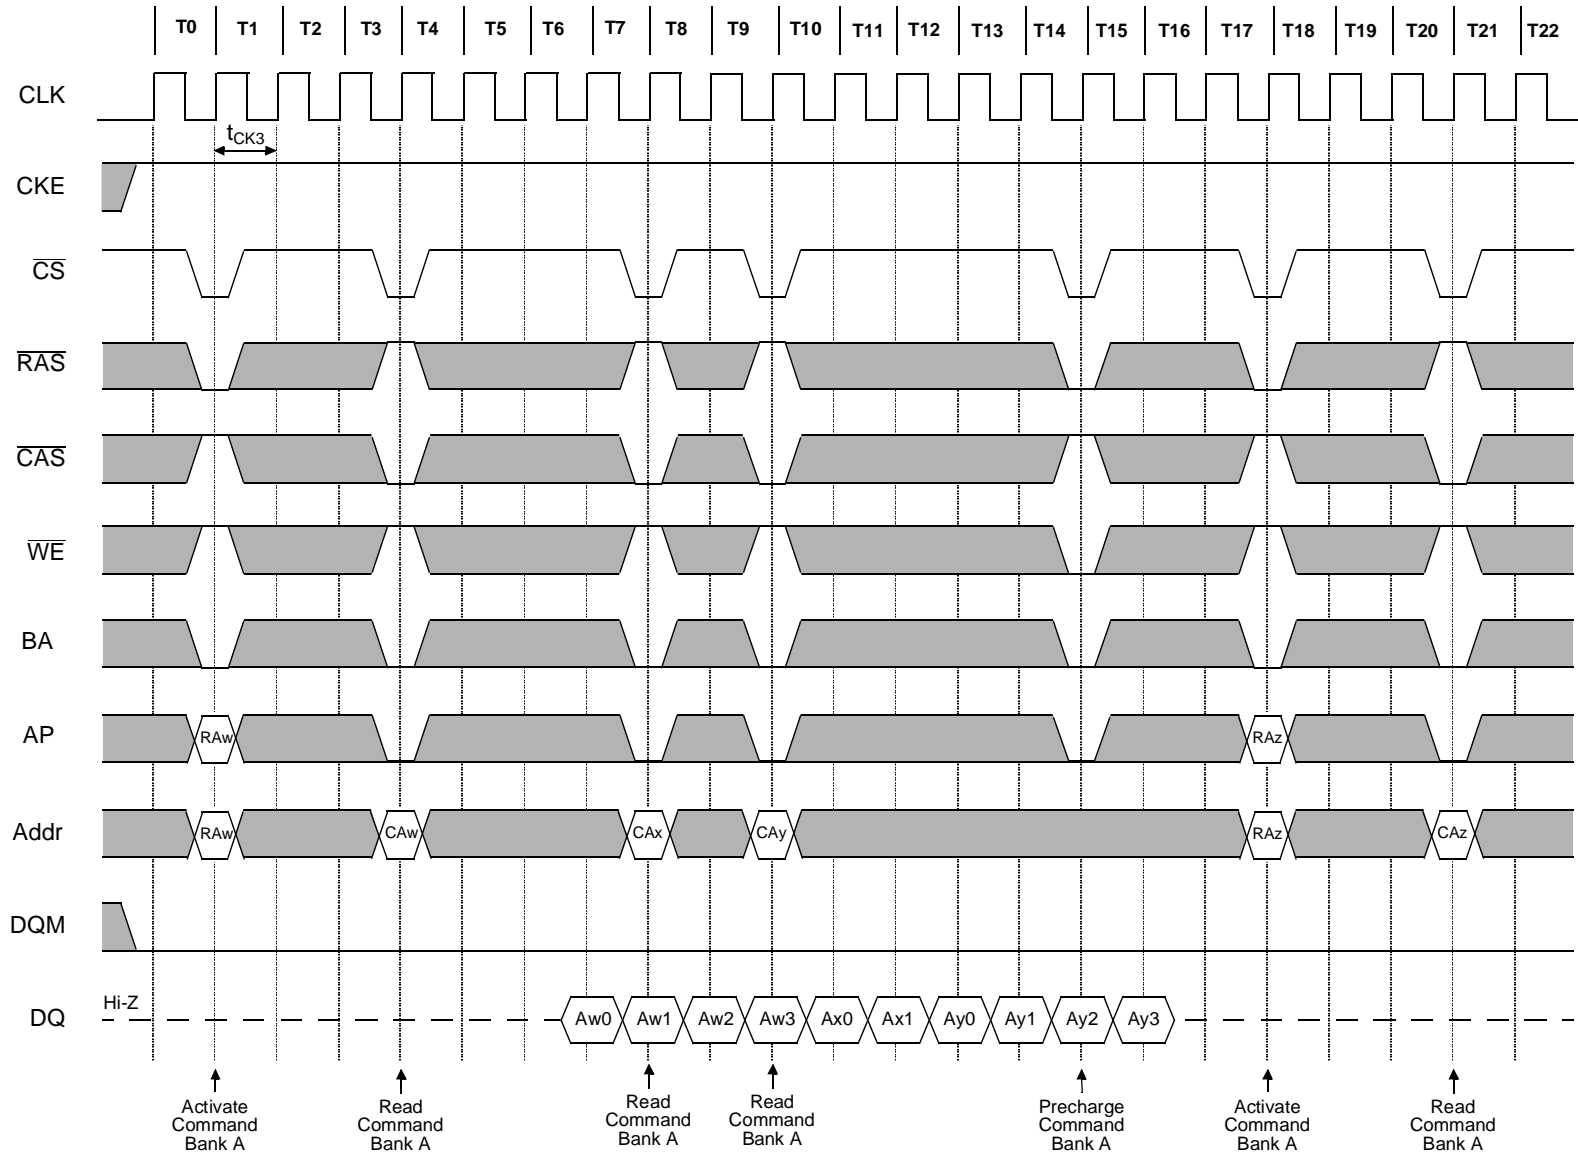 T0 T1 T2 T3 T4 T5 T6 T7 T8 T9 T10 T11 T12 T13 T14 T15 T16 T17 T18 T19 T20 T21 T22
CLK
tCK3
CKE
CS
RAS
CAS
WE
BA
AP RAw RAz
Addr RAw CAw CAx CAy RAz CAz
DQM
Hi-Z
DQ Aw0 Aw1 Aw2 Aw3 Ax0 Ax1 Ay0 Ay1 Ay2 Ay3
Activate
Command
Bank A
Read
Command
Bank A
Read
Command
Bank A
Read
Command
Bank A
Precharge
Command
Bank A
Activate
Command
Bank A
Read
Command
Bank A